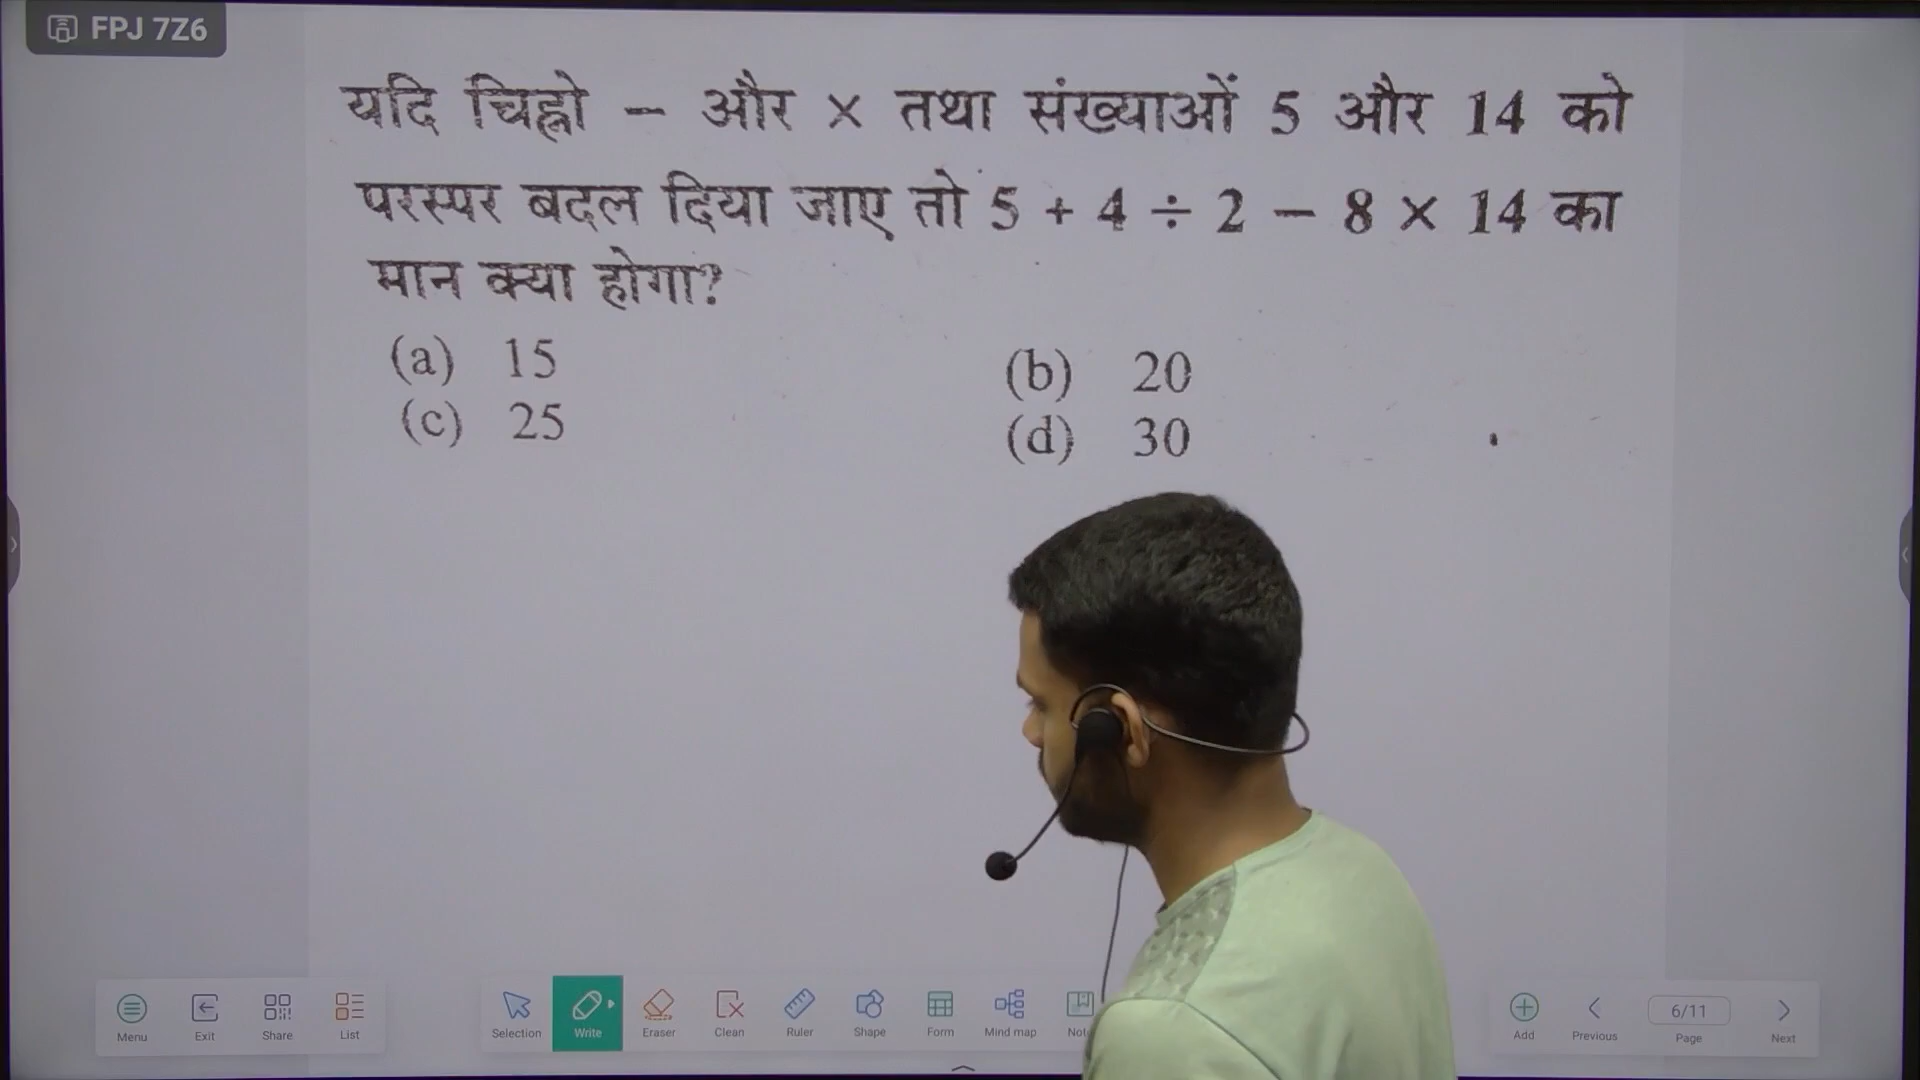 FPJ 7Z6
यदि चिह्नो − और × तथा संख्याओं 5 और 14 को
परस्पर बदल दिया जाए तो 5 + 4 ÷ 2 − 8 × 14 का
मान क्या होगा?
(a) 15 (b) 20
(c) 25 (d) 30
Menu Exit Share List Selection Write Eraser Clean Ruler Shape Form Mind map Add Previous 6/11 Page Next